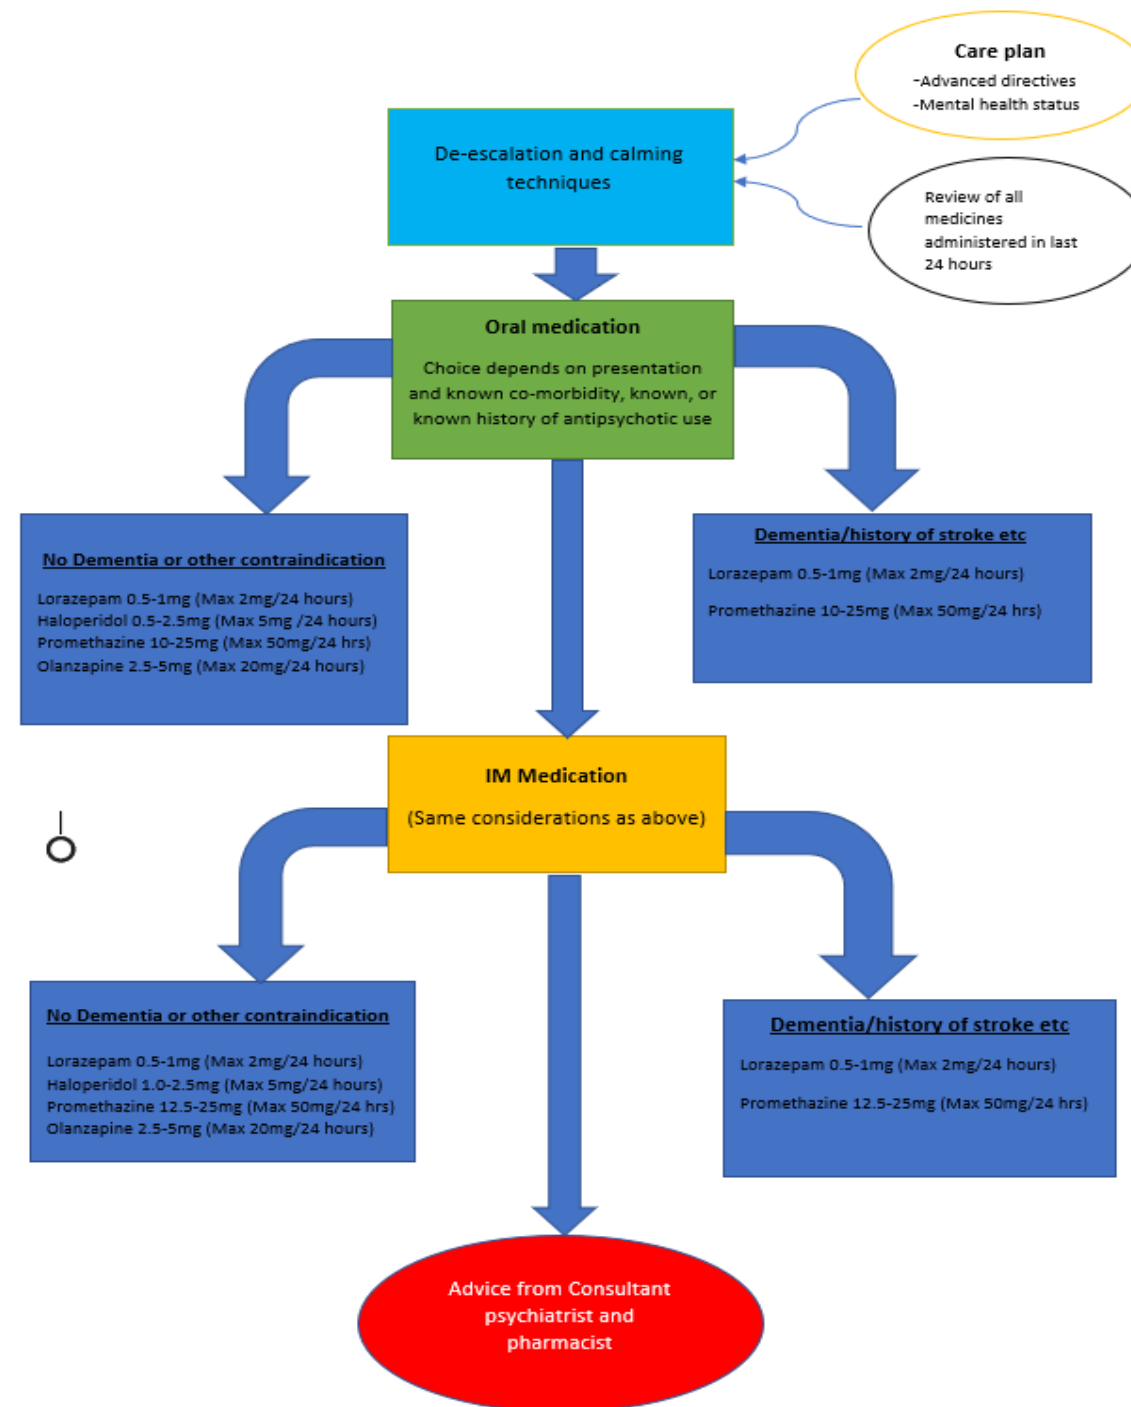 Care plan
-Advanced directives
-Mental health status
De-escalation and calming
techniques
Review of all
medicines
administered in last
24 hours
Oral medication
Choice depends on presentation
and known co-morbidity, known, or
known history of antipsychotic use
No Dementia or other contraindication
Lorazepam 0.5-1mg (Max 2mg/24 hours)
Haloperidol 0.5-2.5mg (Max 5mg /24 hours)
Promethazine 10-25mg (Max 50mg/24 hrs)
Olanzapine 2.5-5mg (Max 20mg/24 hours)
Dementia/history of stroke etc
Lorazepam 0.5-1mg (Max 2mg/24 hours)
Promethazine 10-25mg (Max 50mg/24 hrs)
IM Medication
(Same considerations as above)
No Dementia or other contraindication
Lorazepam 0.5-1mg (Max 2mg/24 hours)
Haloperidol 1.0-2.5mg (Max 5mg/24 hours)
Promethazine 12.5-25mg (Max 50mg/24 hrs)
Olanzapine 2.5-5mg (Max 20mg/24 hours)
Dementia/history of stroke etc
Lorazepam 0.5-1mg (Max 2mg/24 hours)
Promethazine 12.5-25mg (Max 50mg/24 hrs)
Advice from Consultant
psychiatrist and
pharmacist